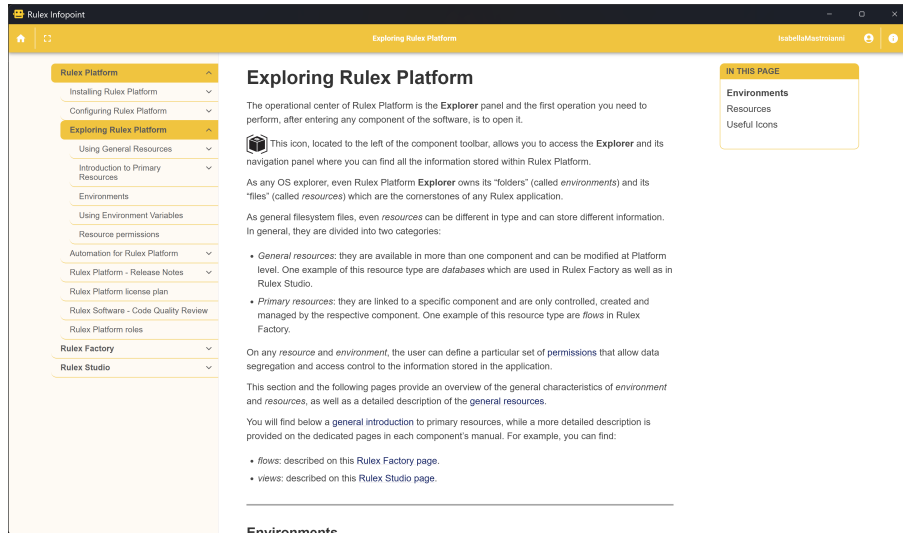 Rulex Infopoint
Exploring Rulex Platform
IsabellaMastroianni
Rulex Platform
Installing Rulex Platform
Configuring Rulex Platform
Exploring Rulex Platform
Using General Resources
Introduction to Primary
Resources
Environments
Using Environment Variables
Resource permissions
Automation for Rulex Platform
Rulex Platform - Release Notes
Rulex Platform license plan
Rulex Software - Code Quality Review
Rulex Platform roles
Rulex Factory
Rulex Studio
Exploring Rulex Platform
The operational center of Rulex Platform is the Explorer panel and the first operation you need to
perform, after entering any component of the software, is to open it.
This icon, located to the left of the component toolbar, allows you to access the Explorer and its
navigation panel where you can find all the information stored within Rulex Platform.
As any OS explorer, even Rulex Platform Explorer owns its “folders” (called environments) and its
“files” (called resources) which are the cornerstones of any Rulex application.
As general filesystem files, even resources can be different in type and can store different information.
In general, they are divided into two categories:
• General resources: they are available in more than one component and can be modified at Platform
level. One example of this resource type are databases which are used in Rulex Factory as well as in
Rulex Studio.
• Primary resources: they are linked to a specific component and are only controlled, created and
managed by the respective component. One example of this resource type are flows in Rulex
Factory.
On any resource and environment, the user can define a particular set of permissions that allow data
segregation and access control to the information stored in the application.
This section and the following pages provide an overview of the general characteristics of environment
and resources, as well as a detailed description of the general resources.
You will find below a general introduction to primary resources, while a more detailed description is
provided on the dedicated pages in each component’s manual. For example, you can find:
• flows: described on this Rulex Factory page.
• views: described on this Rulex Studio page.
Environments
IN THIS PAGE
Environments
Resources
Useful Icons